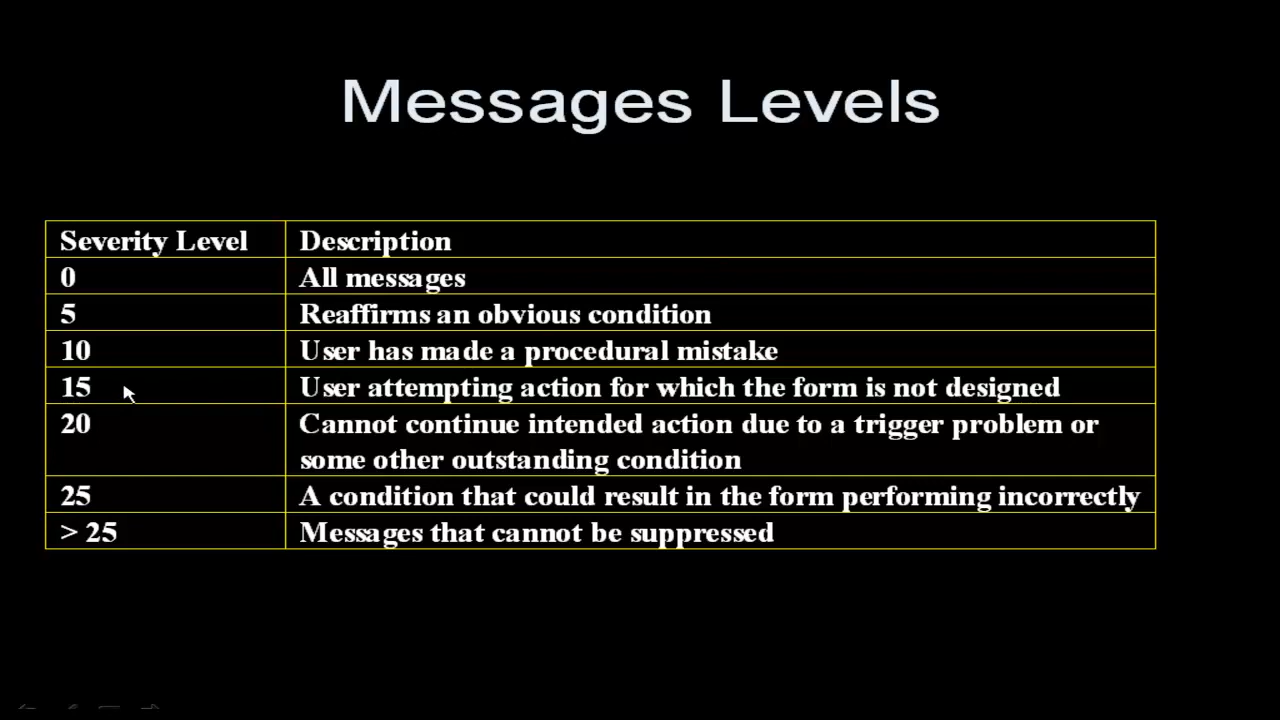 Messages Levels
Severity Level Description
0 All messages
5 Reaffirms an obvious condition
10 User has made a procedural mistake
15 User attempting action for which the form is not designed
20 Cannot continue intended action due to a trigger problem or
some other outstanding condition
25 A condition that could result in the form performing incorrectly
> 25 Messages that cannot be suppressed